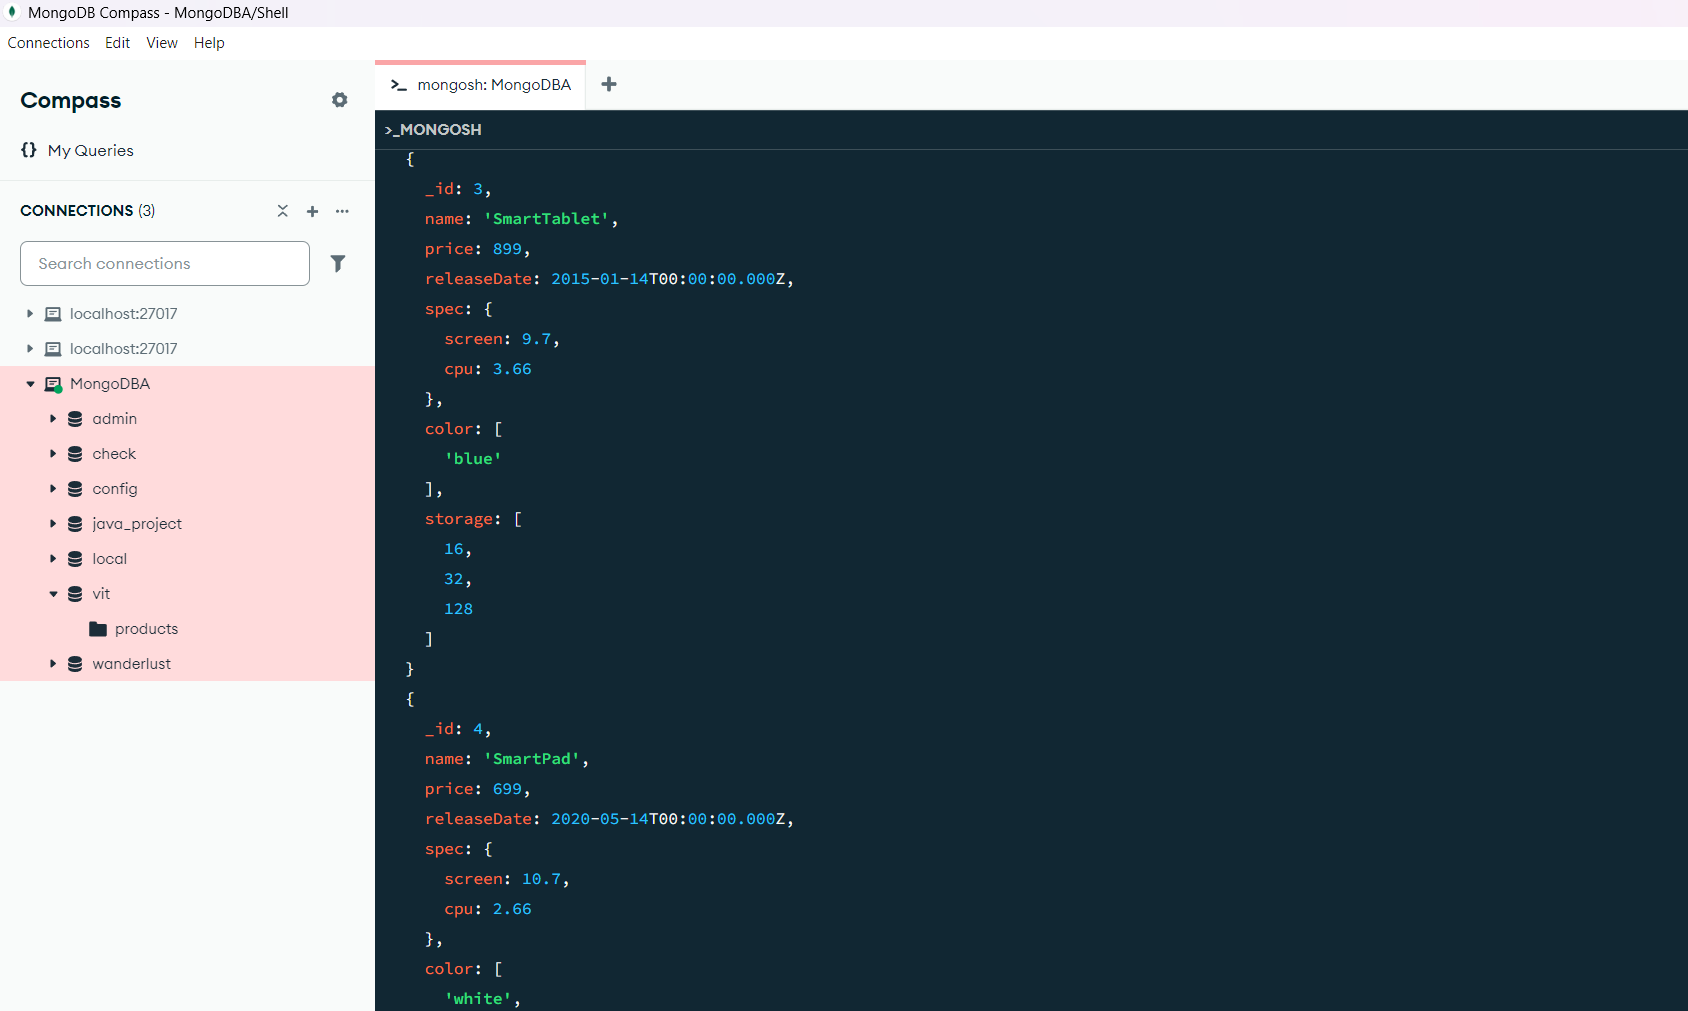 MongoDB Compass - MongoDBA/Shell
Connections Edit View Help
Compass
{} My Queries
CONNECTIONS (3)
Search connections
localhost:27017
localhost:27017
MongoDBA
admin
check
config
java_project
local
vit
products
wanderlust
>_ mongosh: MongoDBA +
>_MONGOSH
{
_id: 3,
name: 'SmartTablet',
price: 899,
releaseDate: 2015-01-14T00:00:00.000Z,
spec: {
screen: 9.7,
cpu: 3.66
},
color: [
'blue'
],
storage: [
16,
32,
128
]
}
{
_id: 4,
name: 'SmartPad',
price: 699,
releaseDate: 2020-05-14T00:00:00.000Z,
spec: {
screen: 10.7,
cpu: 2.66
},
color: [
'white',